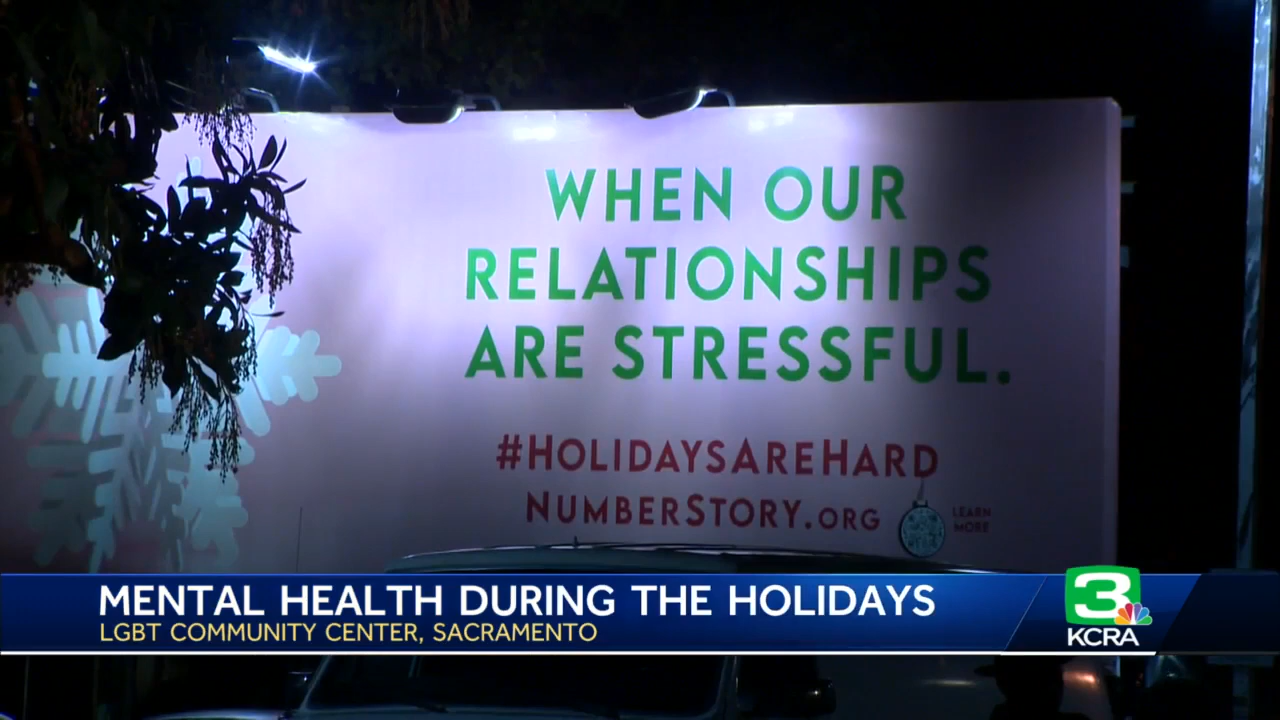 WHEN OUR
RELATIONSHIPS
ARE STRESSFUL.
#HOLIDAYSAREHARD
NUMBERSTORY.ORG
LEARN
MORE
MENTAL HEALTH DURING THE HOLIDAYS
LGBT COMMUNITY CENTER, SACRAMENTO
3
KCRA